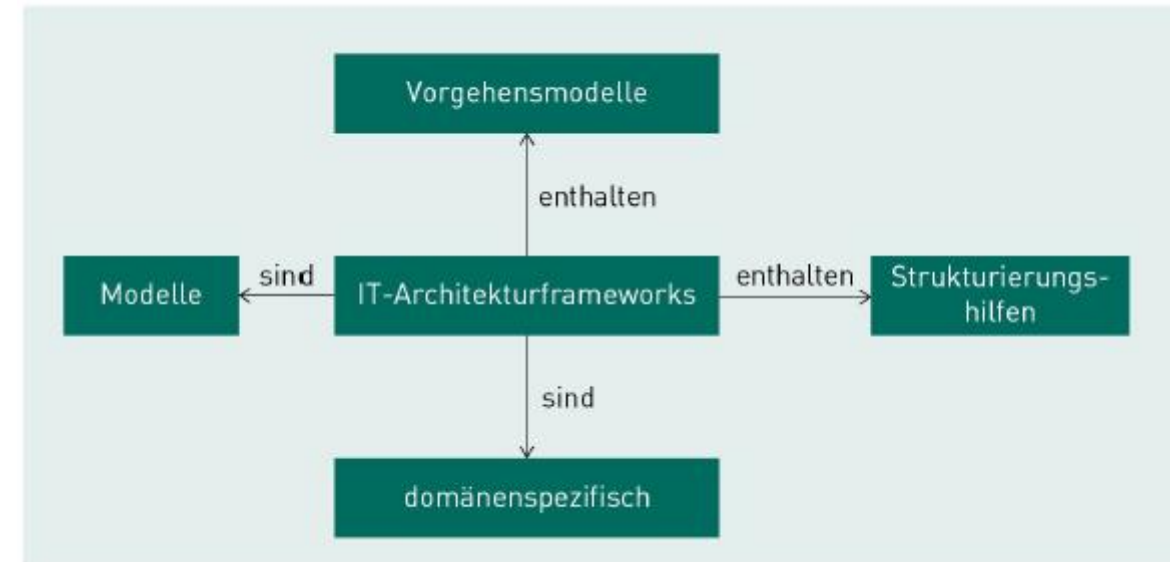 Vorgehensmodelle
enthalten
Modelle
sind
IT-Architekturframeworks
enthalten
Strukturierungs-
hilfen
sind
domänenspezifisch